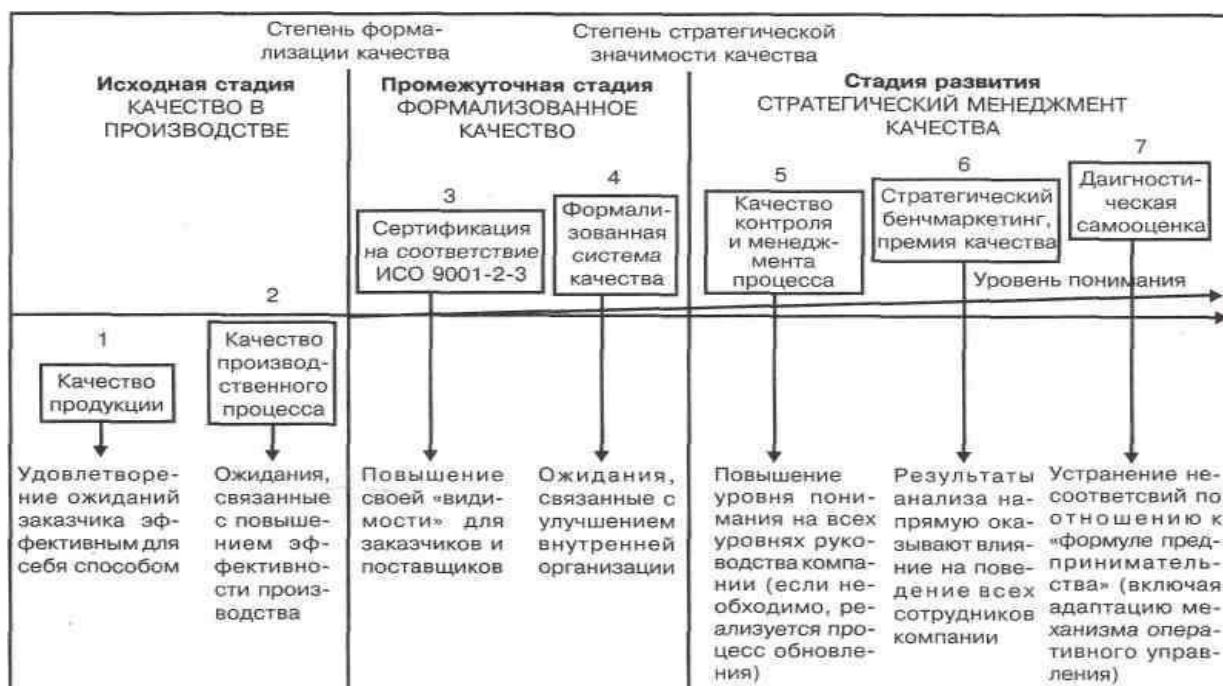 Степень форма-
лизации качества
Степень стратегической
значимости качества
Исходная стадия
КАЧЕСТВО В
ПРОИЗВОДСТВЕ
Промежуточная стадия
ФОРМАЛИЗОВАННОЕ
КАЧЕСТВО
Стадия развития
СТРАТЕГИЧЕСКИЙ МЕНЕДЖМЕНТ
КАЧЕСТВА
1
Качество
продукции
2
Качество
производ-
ственного
процесса
3
Сертификация
на соответствие
ИСО 9001-2-3
4
Формали-
зованная
система
качества
5
Качество
контроля
и менедж-
мента
процесса
6
Стратегический
бенчмаркетинг,
премия качества
7
Даигности-
ческая
самооценка
Уровень понимания
Удовлетворе-
ние ожиданий
заказчика эф-
фективным для
себя способом
Ожидания,
связанные
с повыше-
нием эф-
фективно-
сти произ-
водства
Повышение
своей «види-
мости» для
заказчиков и
поставщиков
Ожидания,
связанные с
улучшением
внутренней
организации
Повышение
уровня пони-
мания на всех
уровнях руко-
водства компа-
нии (если не-
обходимо, ре-
ализуется про-
цесс обновле-
ния)
Результаты
анализа на-
прямую ока-
зывают влия-
ние на пове-
дение всех
сотрудников
компании
Устранение не-
соответсвий по
отношению к
«формуле пред-
приниматель-
ства» (включая
адаптацию ме-
ханизма опера-
тивного управ-
ления)